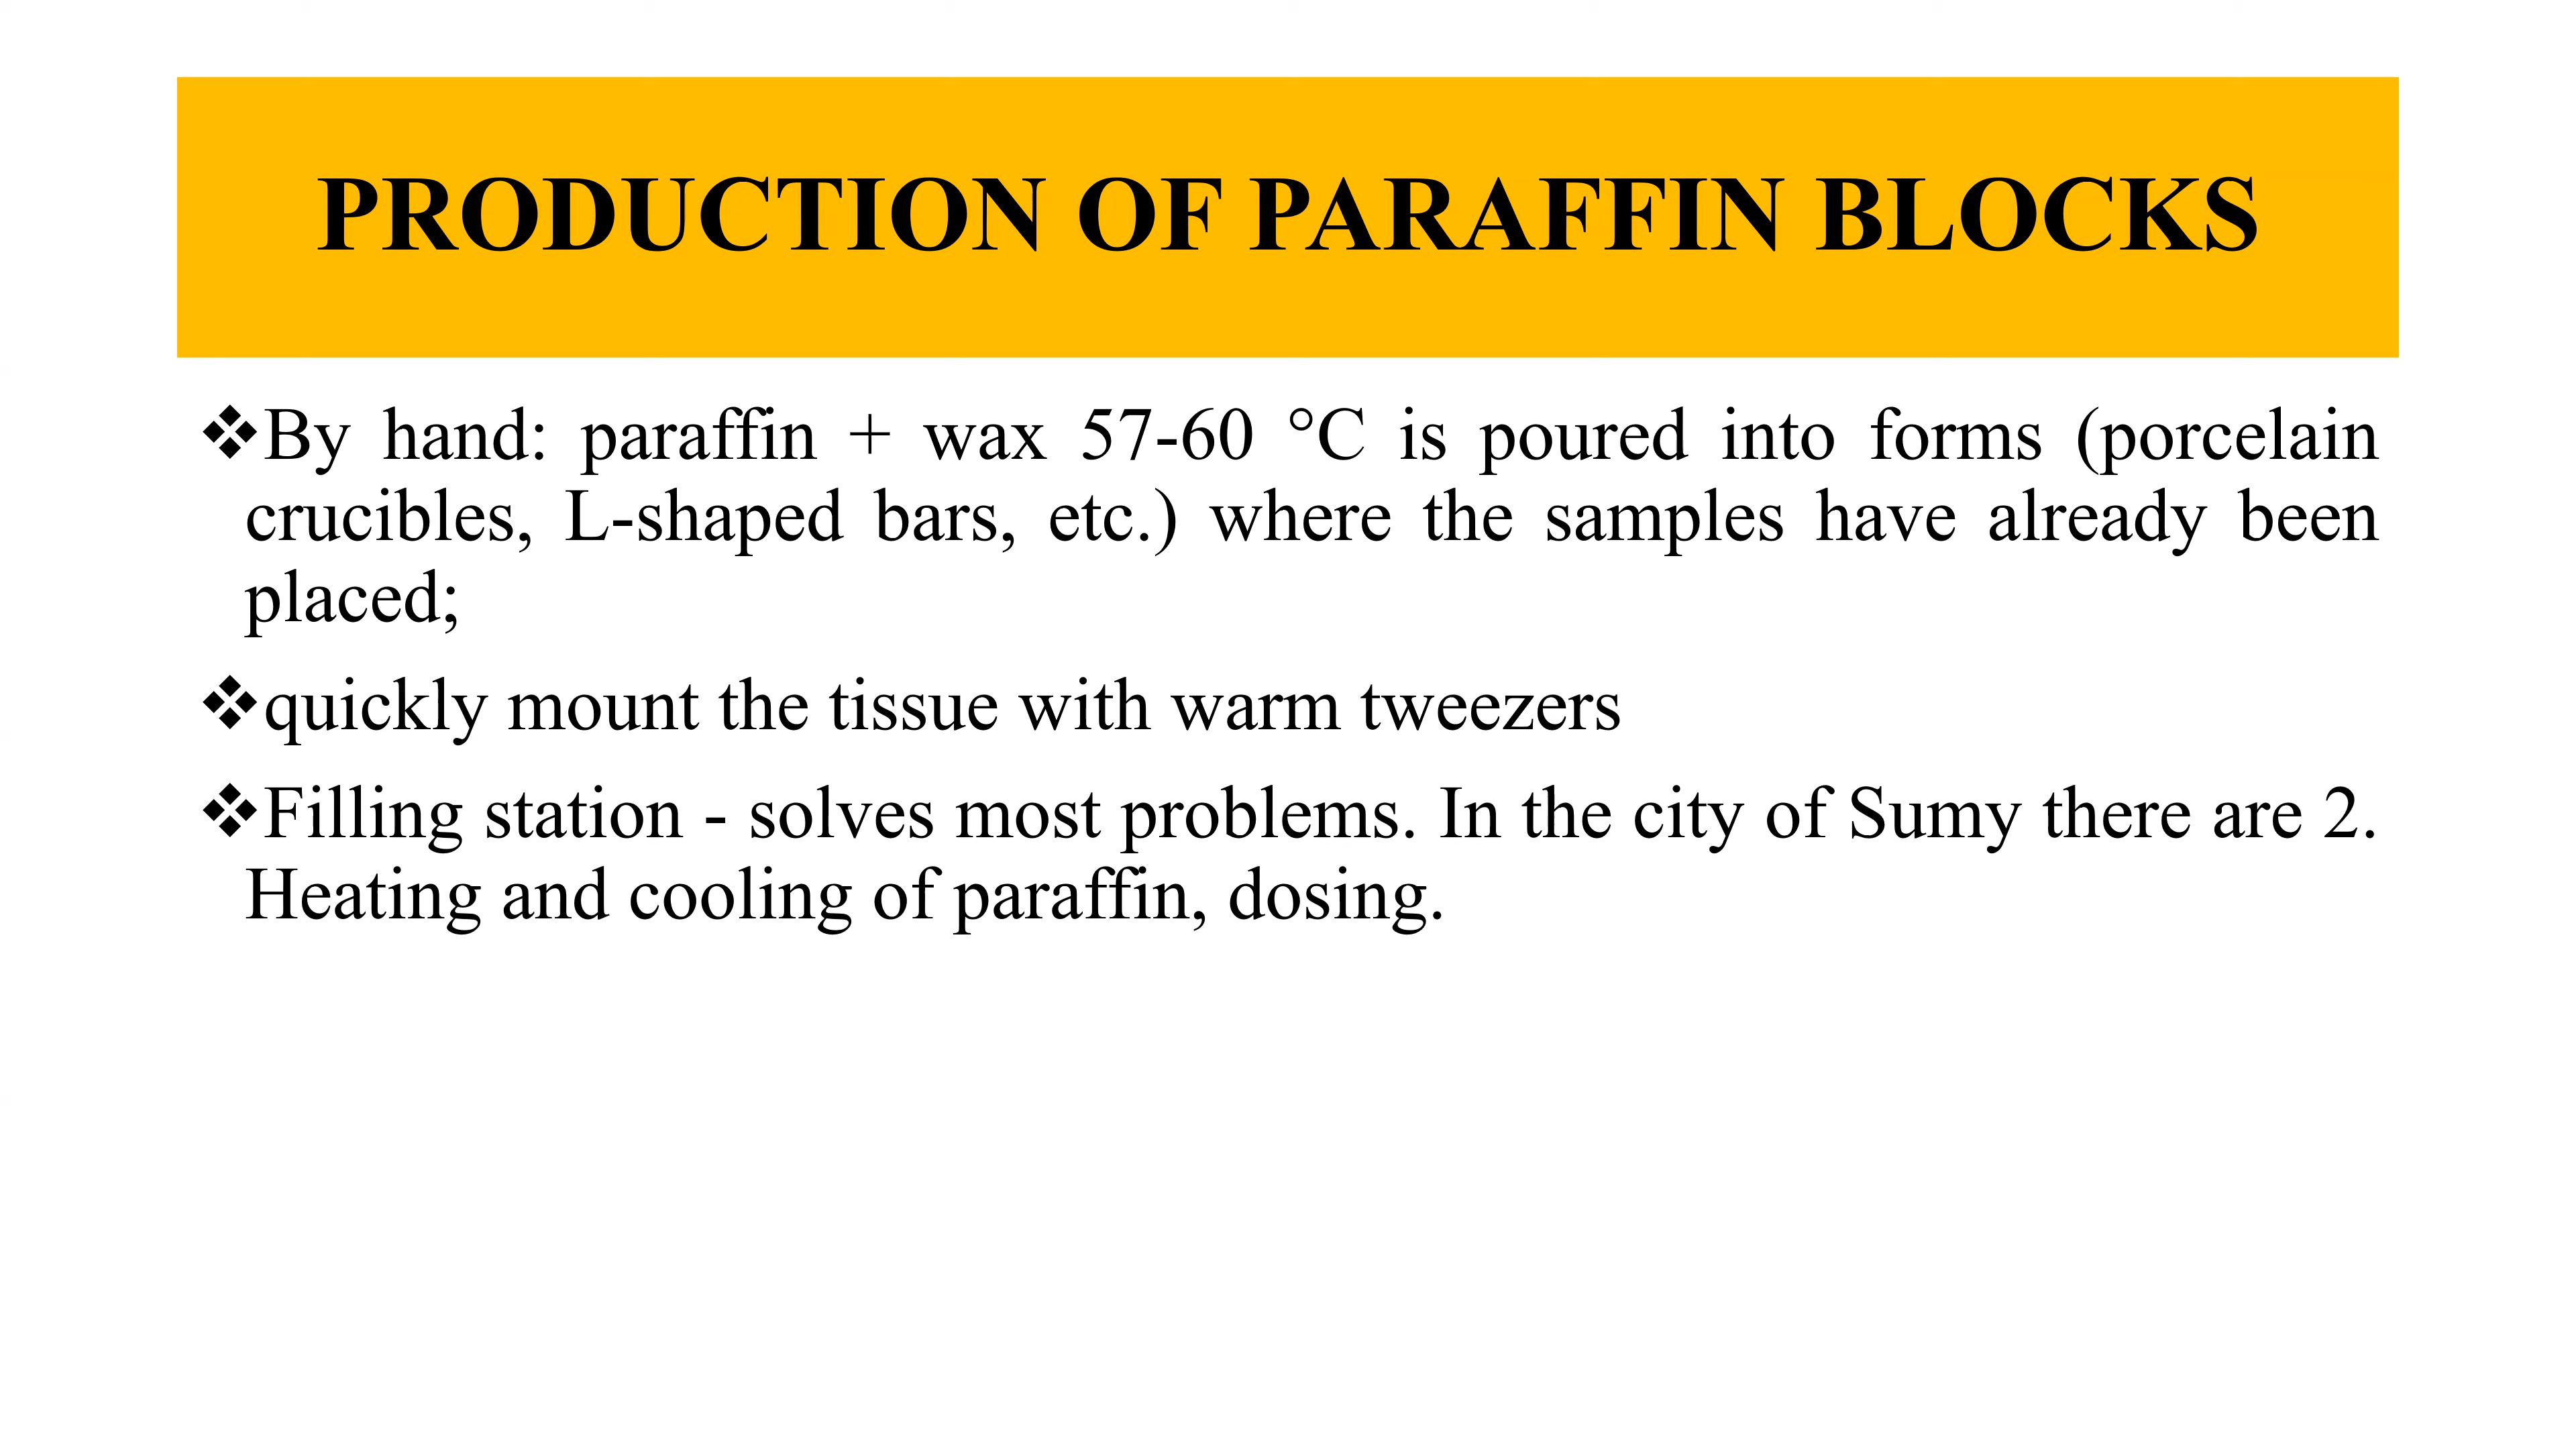 PRODUCTION OF PARAFFIN BLOCKS
❖By hand: paraffin + wax 57-60 °C is poured into forms (porcelain
crucibles, L-shaped bars, etc.) where the samples have already been
placed;
❖quickly mount the tissue with warm tweezers
❖Filling station - solves most problems. In the city of Sumy there are 2.
Heating and cooling of paraffin, dosing.